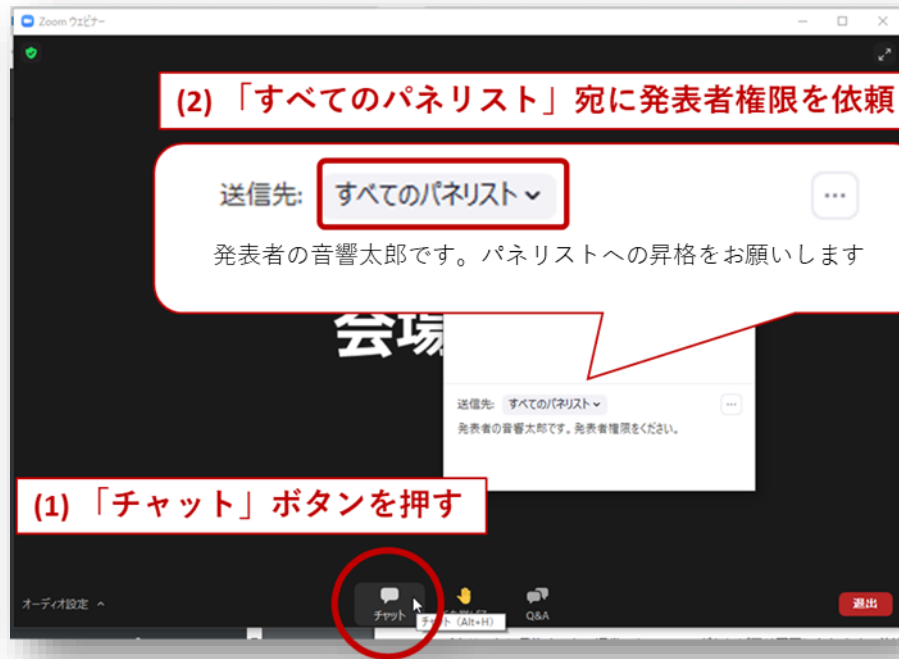 Zoom ウェビナー
(2) 「すべてのパネリスト」宛に発表者権限を依頼
送信先: すべてのパネリスト
発表者の音響太郎です。パネリストへの昇格をお願いします
会場
送信先: すべてのパネリスト
発表者の音響太郎です。発表者権限をください。
(1) 「チャット」ボタンを押す
オーディオ設定
チャット
チャット (Alt+H)
Q&A
退出